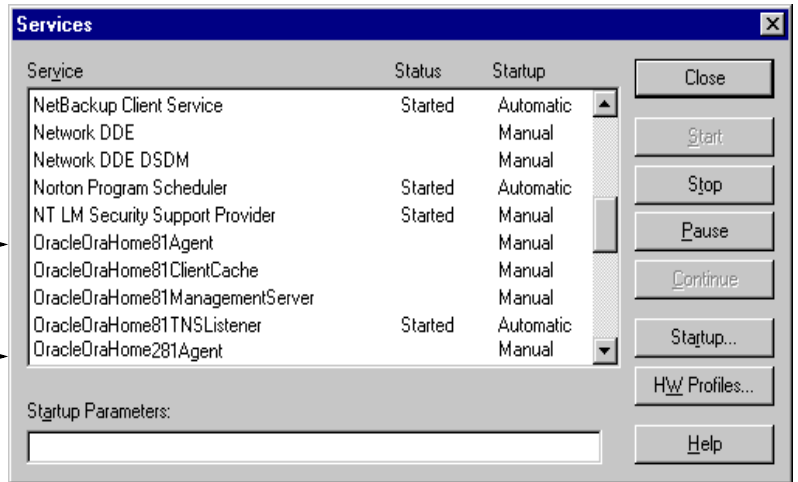 Services
Service Status Startup
NetBackup Client Service Started Automatic
Network DDE Manual
Network DDE DSDM Manual
Norton Program Scheduler Started Automatic
NT LM Security Support Provider Started Manual
OracleOraHome81Agent Manual
OracleOraHome81ClientCache Manual
OracleOraHome81ManagementServer Manual
OracleOraHome81TNSListener Started Automatic
OracleOraHome281Agent Manual
Startup Parameters:
Close
Start
Stop
Pause
Continue
Startup...
HW Profiles...
Help